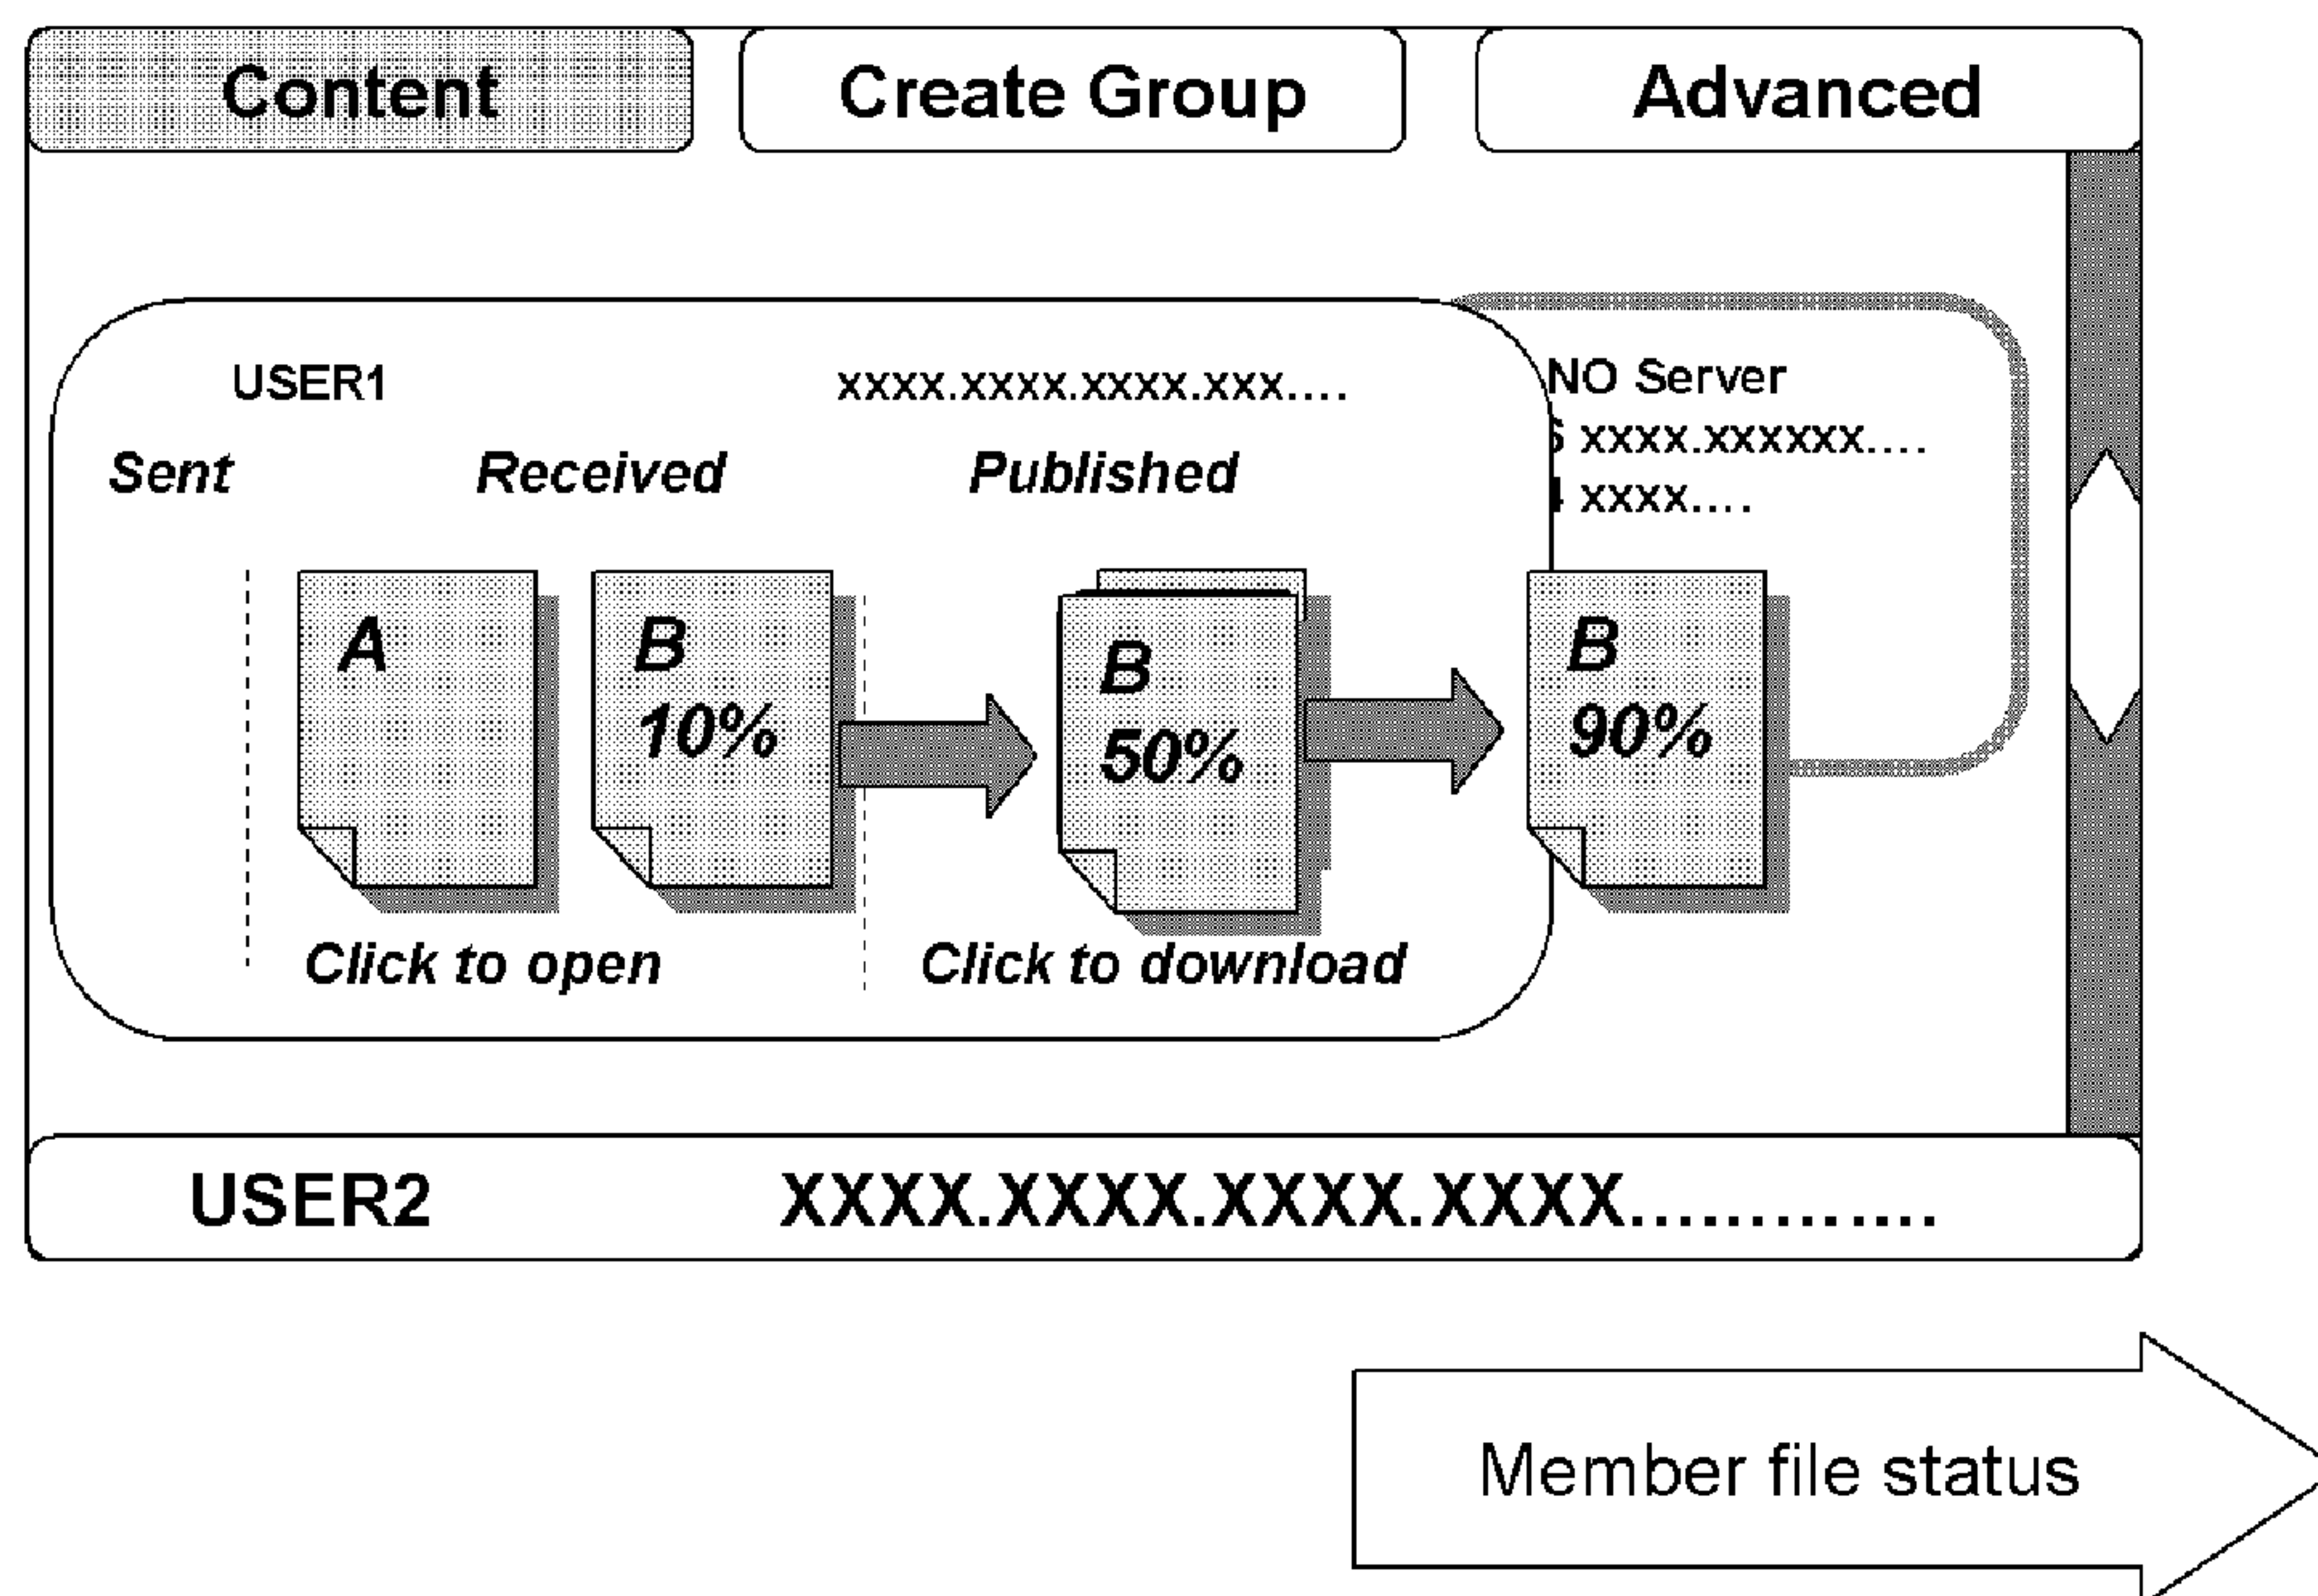 Content Create Group Advanced
USER1 xxxx.xxxx.xxxx.xxx.... NO Server
xxxx.xxxxxx....
Sent Received Published
xxxx....
A B B B
10% 50% 90%
Click to open Click to download
USER2 XXXX.XXXX.XXXX.XXXX.............
Member file status